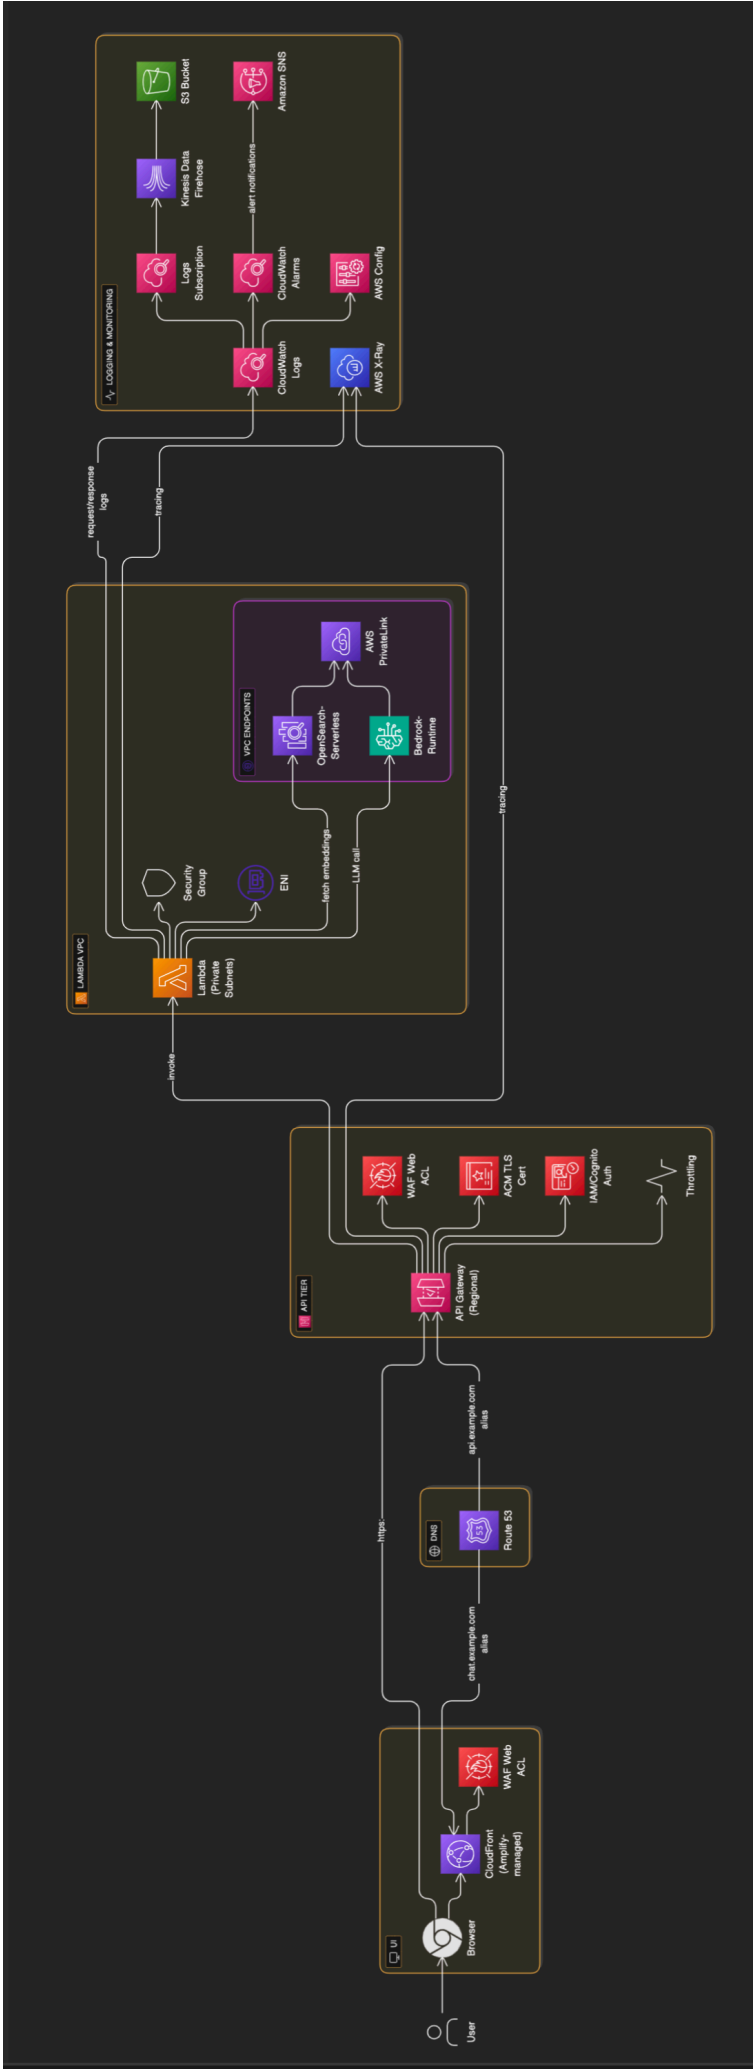 User
UI
Browser
CloudFront
(Amplify-
managed)
WAF Web
ACL
https:
chat.example.com
alias
DNS
53
Route 53
api.example.com
alias
API TIER
API Gateway
(Regional)
WAF Web
ACL
ACM TLS
Cert
IAM/Cognito
Auth
Throttling
invoke
tracing
LAMBDA VPC
Lambda
(Private
Subnets)
Security
Group
ENI
fetch embeddings
LLM call
VPC ENDPOINTS
OpenSearch-
Serverless
Bedrock-
Runtime
AWS
PrivateLink
request/response
logs
tracing
LOGGING & MONITORING
CloudWatch
Logs
AWS X-Ray
Logs
Subscription
CloudWatch
Alarms
AWS Config
Kinesis Data
Firehose
alert notifications
S3 Bucket
Amazon SNS